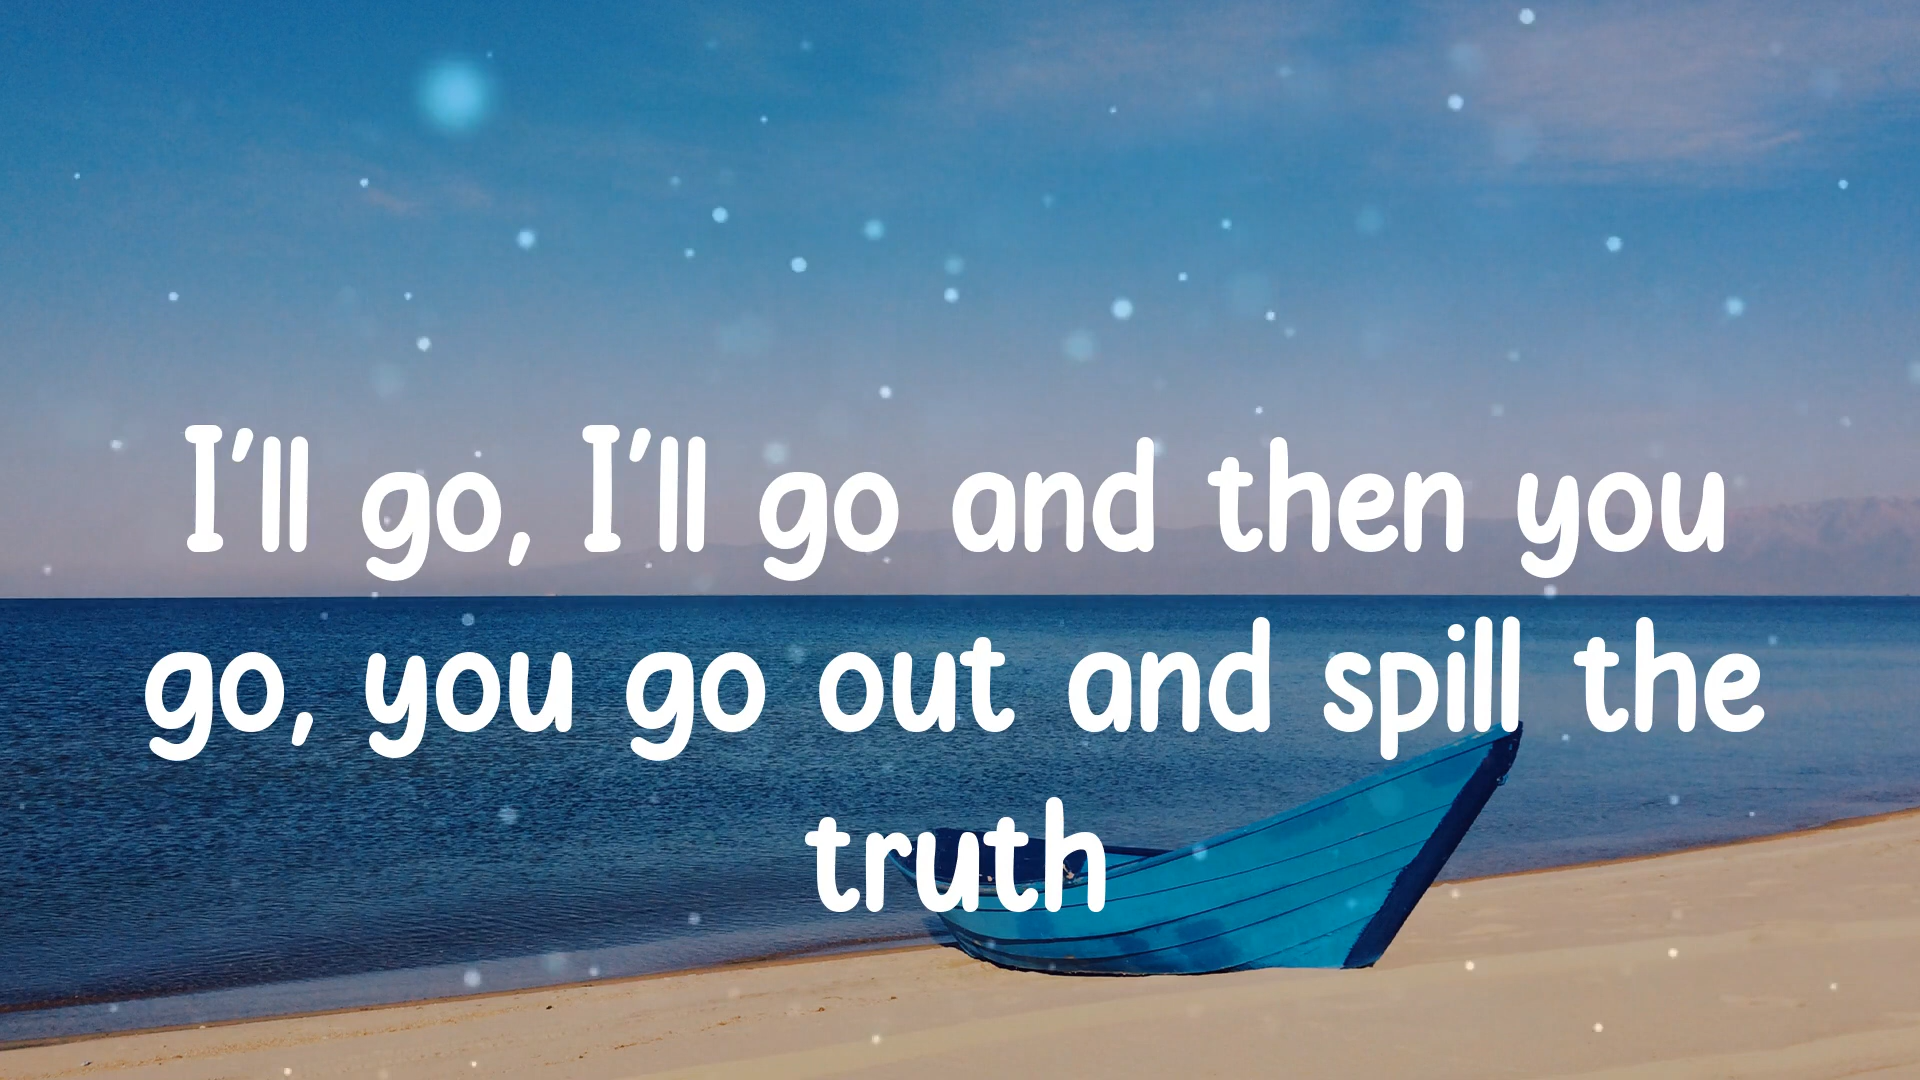 I'll go, I'll go and then you
go, you go out and spill the
truth